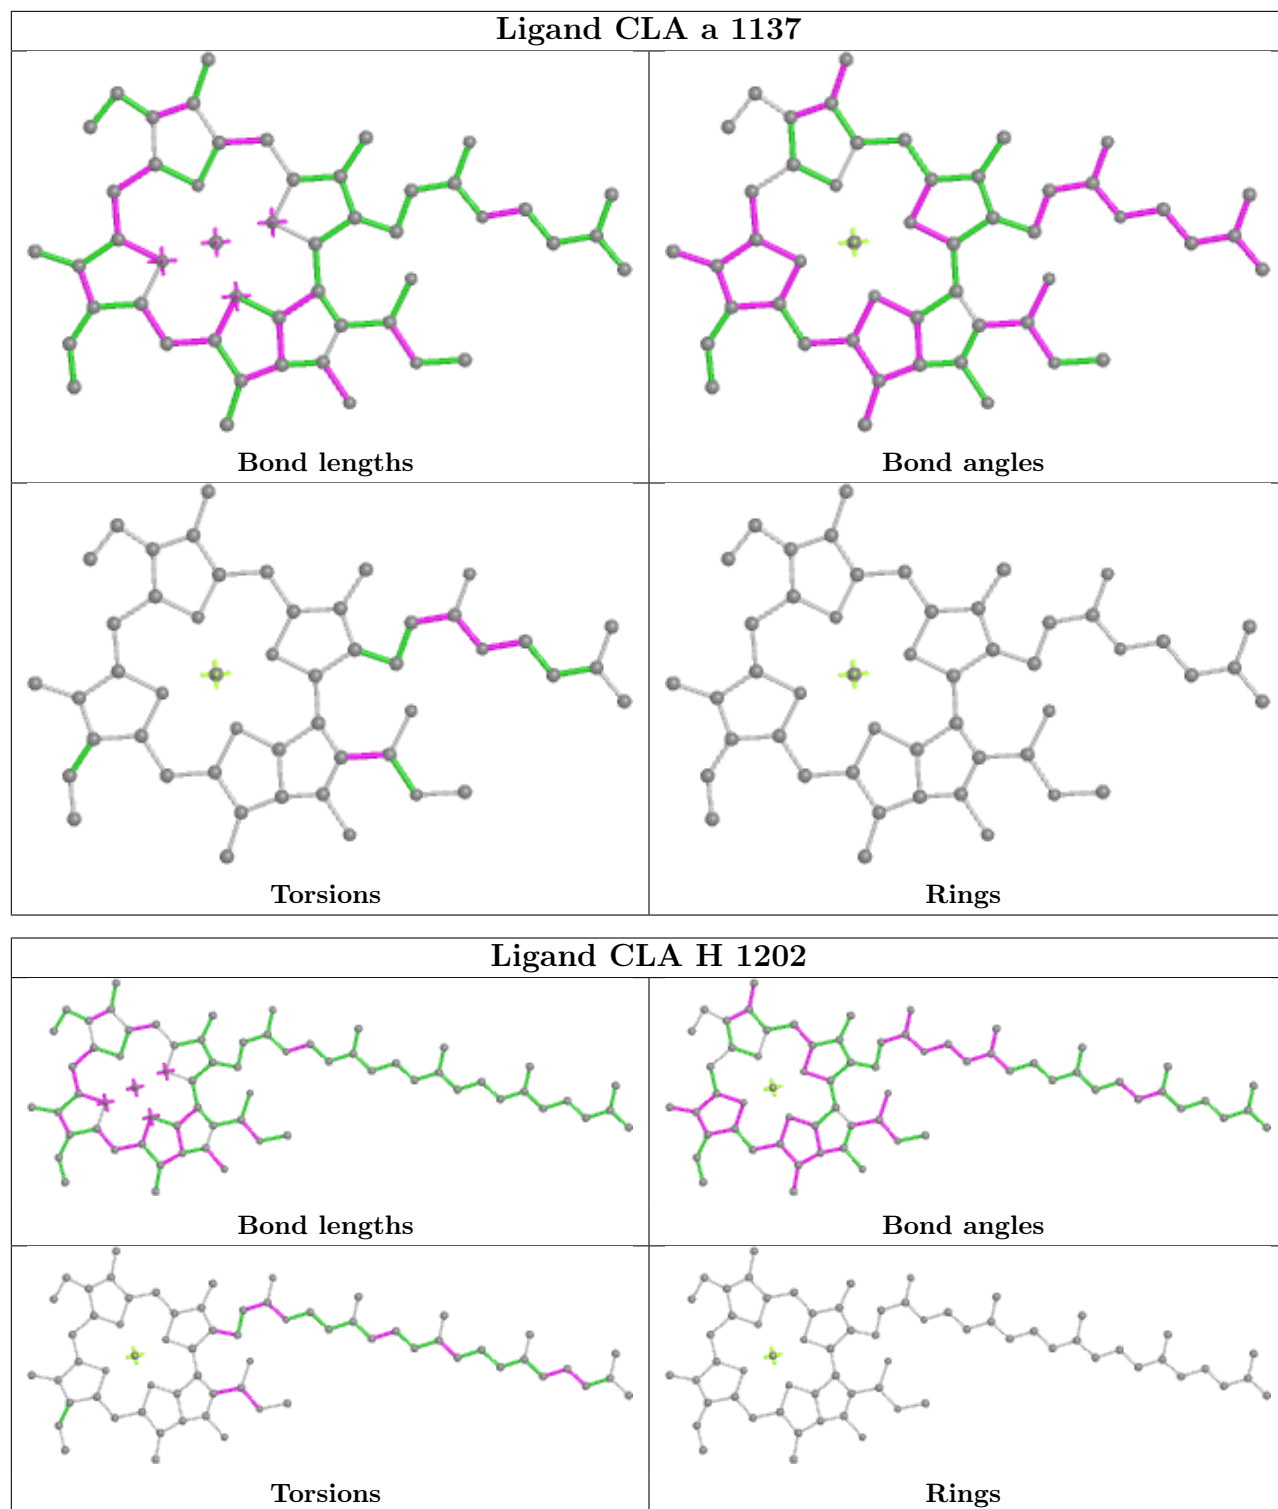 Ligand CLA a 1137
Bond lengths
Bond angles
Torsions
Rings
Ligand CLA H 1202
Bond lengths
Bond angles
Torsions
Rings